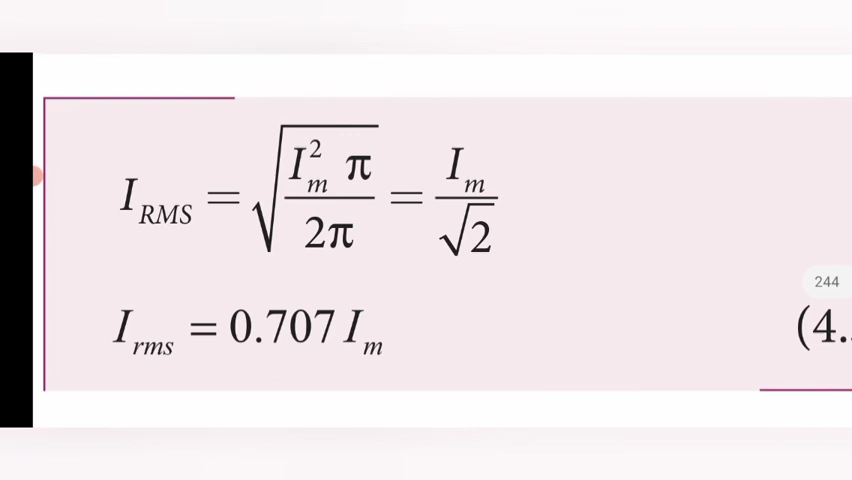 I_RMS = √(I_m² π / 2π) = I_m / √2
244
I_rms = 0.707 I_m (4.